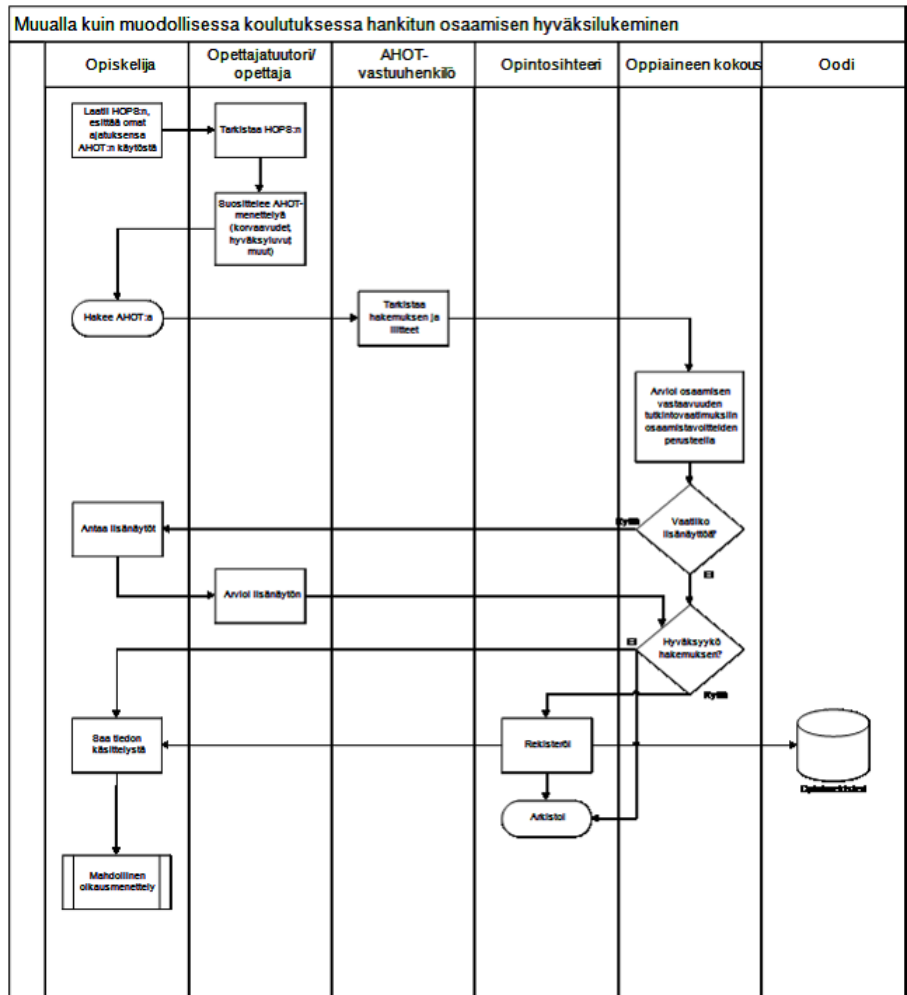 Muualla kuin muodollisessa koulutuksessa hankitun osaamisen hyväksilukeminen
Opiskelija
Opettajatuutori/
opettaja
AHOT-
vastuuhenkilö
Opintosihteeri
Oppiaineen kokous
Oodi
Laatii HOPS:n,
esittää omat
ajatuksensa
AHOT:n käytöstä
Tarkistaa HOPS:n
Suosittelee AHOT-
menettelyä
(korvaavudet,
hyväksyluvut,
muut)
Hakee AHOT:a
Tarkistaa
hakemuksen ja
liitteet
Arvioi osaamisen
vastaavuuden
tutkintovaatimuksiin
osaamistavoitteiden
perusteella
Antaa lisänäytöt
Kyllä
Vaatiiko
lisänäyttöä?
Ei
Arvioi lisänäytön
Ei
Hyväksyykö
hakemuksen?
Kyllä
Saa tiedon
käsittelystä
Rekisteröi
Opintorekisteri
Arkistoi
Mahdollinen
oikausmenettely